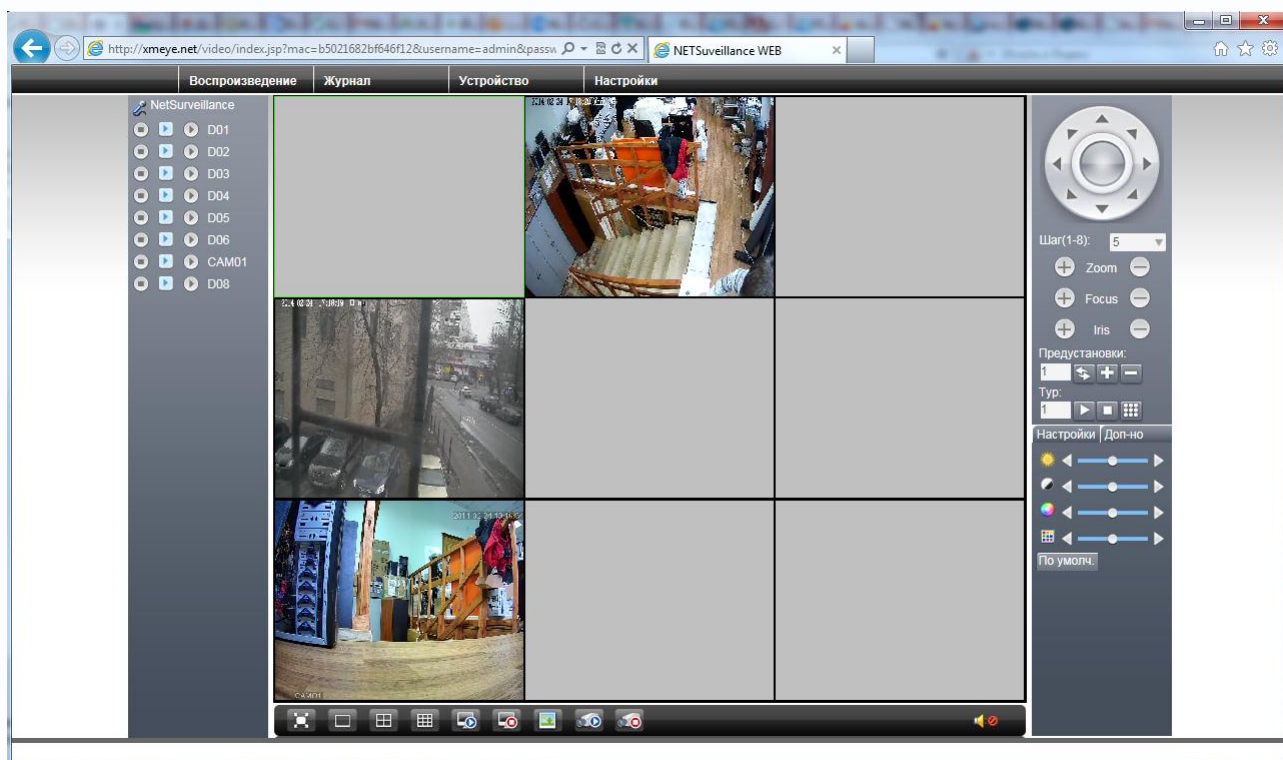 http://xmeye.net/video/index.jsp?mac=b5021682bf646f12&username=admin&passw
NETSuveillance WEB
Воспроизведение Журнал Устройство Настройки
NetSurveillance
D01
D02
D03
D04
D05
D06
CAM01
D08
CAM01
Шаг(1-8): 5
Zoom
Focus
Iris
Предустановки:
1
Тур:
1
Настройки Доп-но
По умолч.